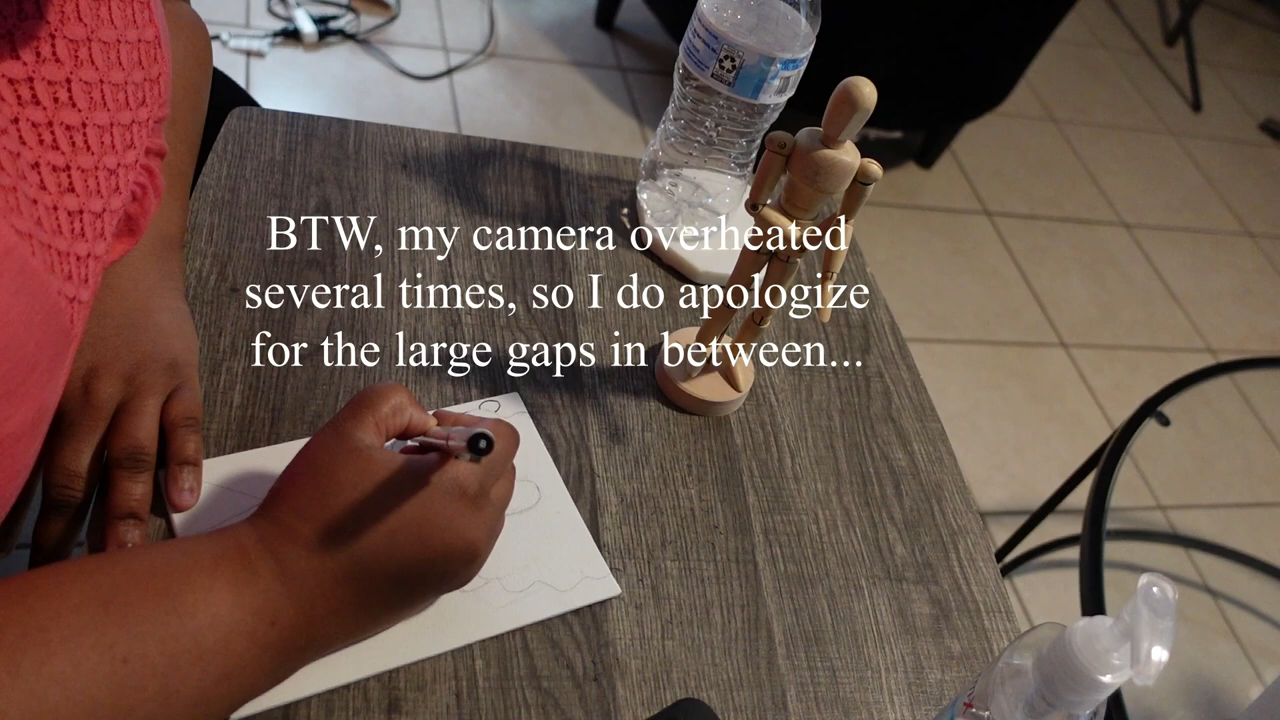 BTW, my camera overheated
several times, so I do apologize
for the large gaps in between...